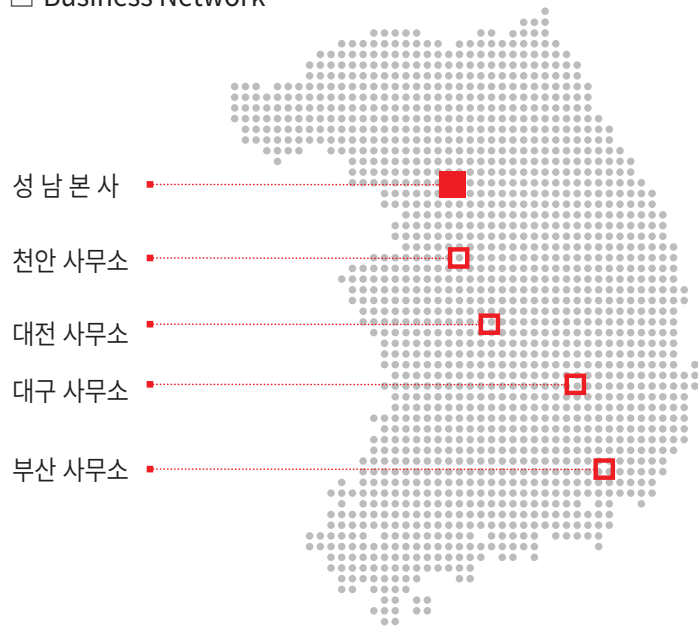 □ Business Network
성 남 본 사
천안 사무소
대전 사무소
대구 사무소
부산 사무소